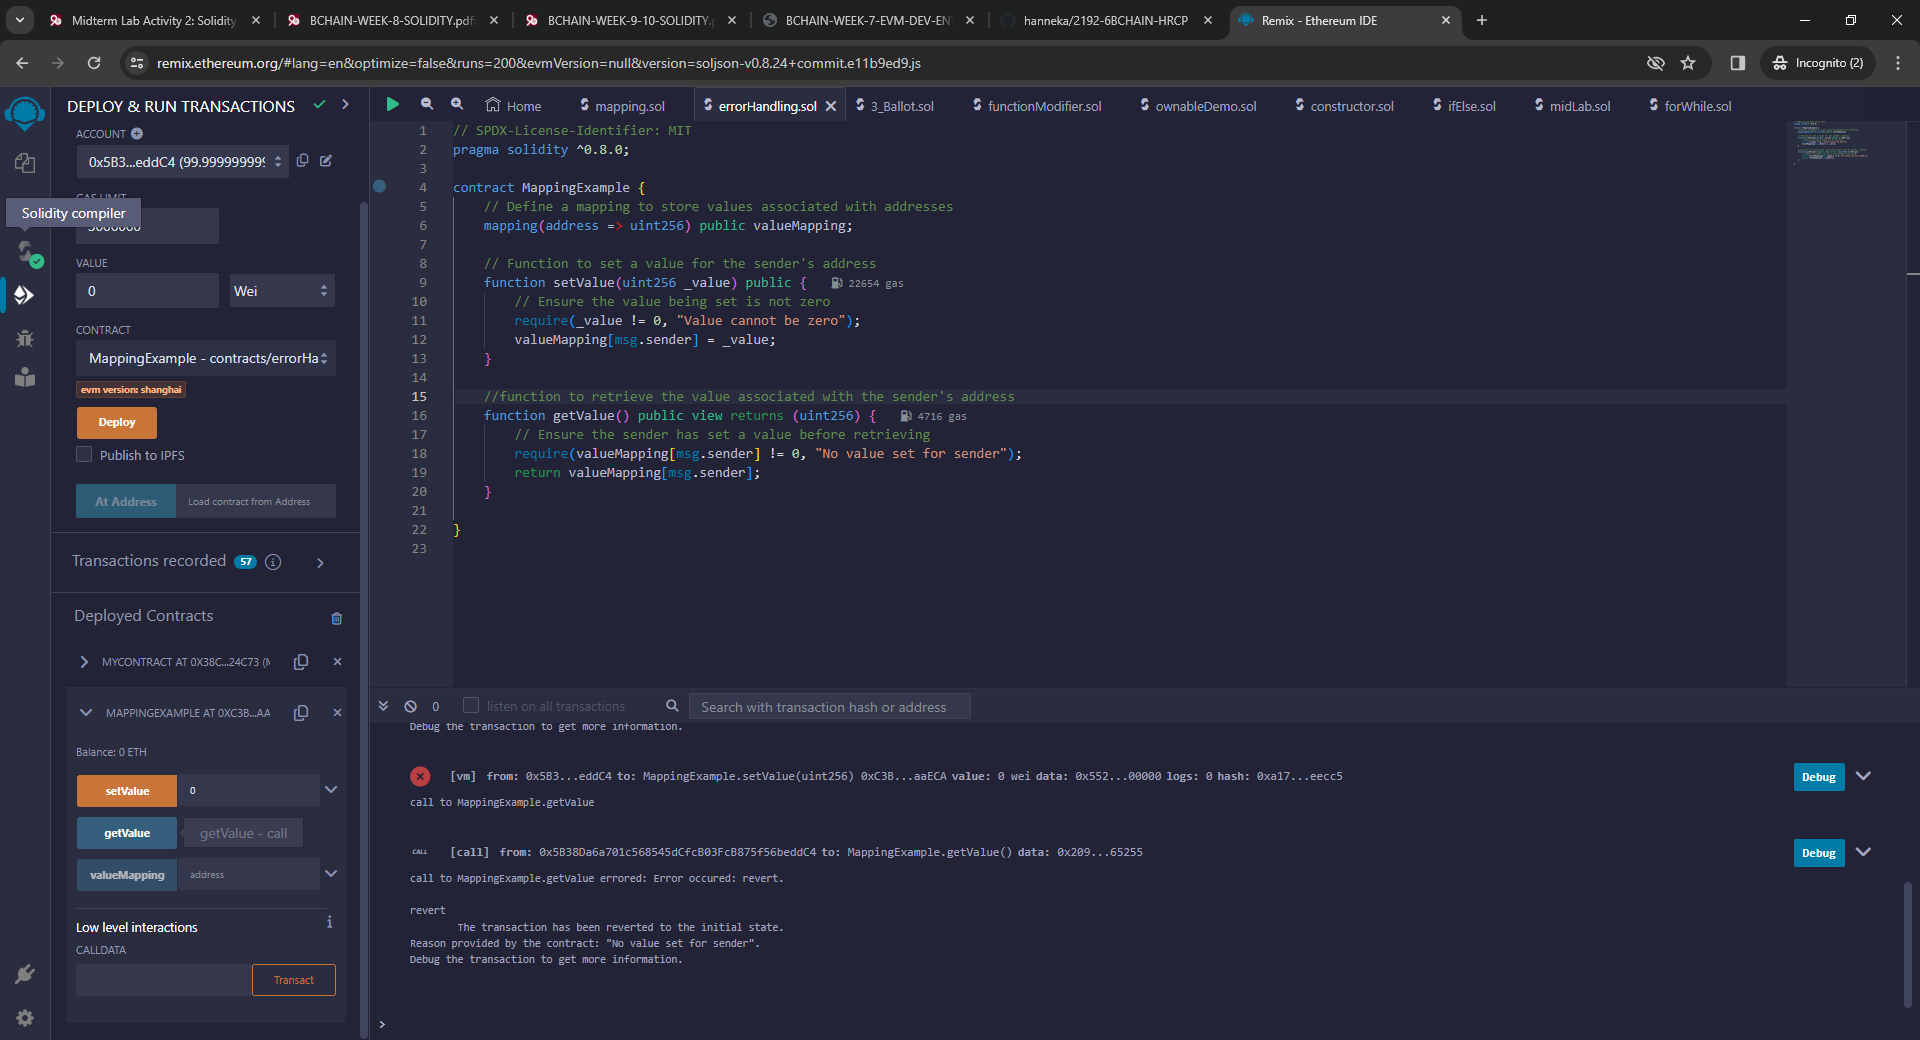 Midterm Lab Activity 2: Solidity
BCHAIN-WEEK-8-SOLIDITY.pdf
BCHAIN-WEEK-9-10-SOLIDITY.p
BCHAIN-WEEK-7-EVM-DEV-EN
hanneka/2192-6BCHAIN-HRCP
Remix - Ethereum IDE
remix.ethereum.org/#lang=en&optimize=false&runs=200&evmVersion=null&version=soljson-v0.8.24+commit.e11b9ed9.js
Incognito (2)
DEPLOY & RUN TRANSACTIONS
ACCOUNT
0x5B3...eddC4 (99.9999999999
GAS LIMIT
Solidity compiler
3000000
VALUE
0
Wei
CONTRACT
MappingExample - contracts/errorHa
evm version: shanghai
Deploy
Publish to IPFS
At Address
Load contract from Address
Transactions recorded 57 i
Deployed Contracts
MYCONTRACT AT 0X38C...24C73 (M
MAPPINGEXAMPLE AT 0XC3B...AA
Balance: 0 ETH
setValue
0
getValue
getValue - call
valueMapping
address
Low level interactions
i
CALLDATA
Transact
Home
mapping.sol
errorHandling.sol
3_Ballot.sol
functionModifier.sol
ownableDemo.sol
constructor.sol
ifElse.sol
midLab.sol
forWhile.sol
1 // SPDX-License-Identifier: MIT
2 pragma solidity ^0.8.0;
3
4 contract MappingExample {
5 // Define a mapping to store values associated with addresses
6 mapping(address => uint256) public valueMapping;
7
8 // Function to set a value for the sender's address
9 function setValue(uint256 _value) public { 22654 gas
10 // Ensure the value being set is not zero
11 require(_value != 0, "Value cannot be zero");
12 valueMapping[msg.sender] = _value;
13 }
14
15 //function to retrieve the value associated with the sender's address
16 function getValue() public view returns (uint256) { 4716 gas
17 // Ensure the sender has set a value before retrieving
18 require(valueMapping[msg.sender] != 0, "No value set for sender");
19 return valueMapping[msg.sender];
20 }
21
22 }
23
0
listen on all transactions
Search with transaction hash or address
Debug the transaction to get more information.
[vm] from: 0x5B3...eddC4 to: MappingExample.setValue(uint256) 0xC3B...aaECA value: 0 wei data: 0x552...00000 logs: 0 hash: 0xa17...eecc5
Debug
call to MappingExample.getValue
CALL [call] from: 0x5B38Da6a701c568545dCfcB03FcB875f56beddC4 to: MappingExample.getValue() data: 0x209...65255
Debug
call to MappingExample.getValue errored: Error occured: revert.
revert
The transaction has been reverted to the initial state.
Reason provided by the contract: "No value set for sender".
Debug the transaction to get more information.
>